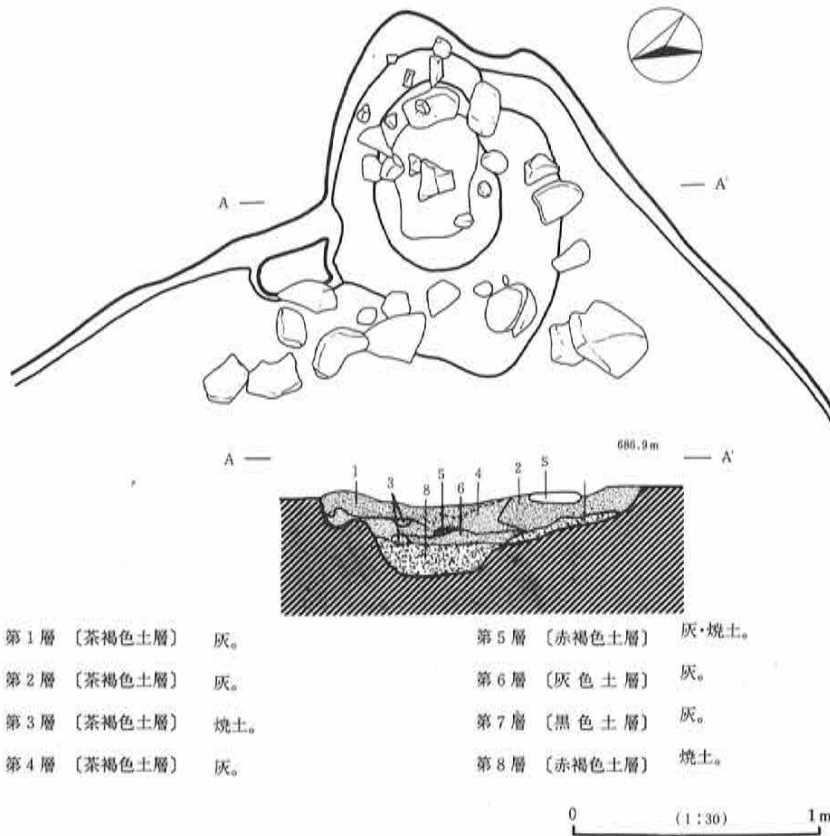 A — — A'
686.9m
A — — A'
1 3 8 5 6 4 2 S
第1層 〔茶褐色土層〕 灰。
第2層 〔茶褐色土層〕 灰。
第3層 〔茶褐色土層〕 焼土。
第4層 〔茶褐色土層〕 灰。
第5層 〔赤褐色土層〕 灰・焼土。
第6層 〔灰色土層〕 灰。
第7層 〔黒色土層〕 灰。
第8層 〔赤褐色土層〕 焼土。
0 (1:30) 1m